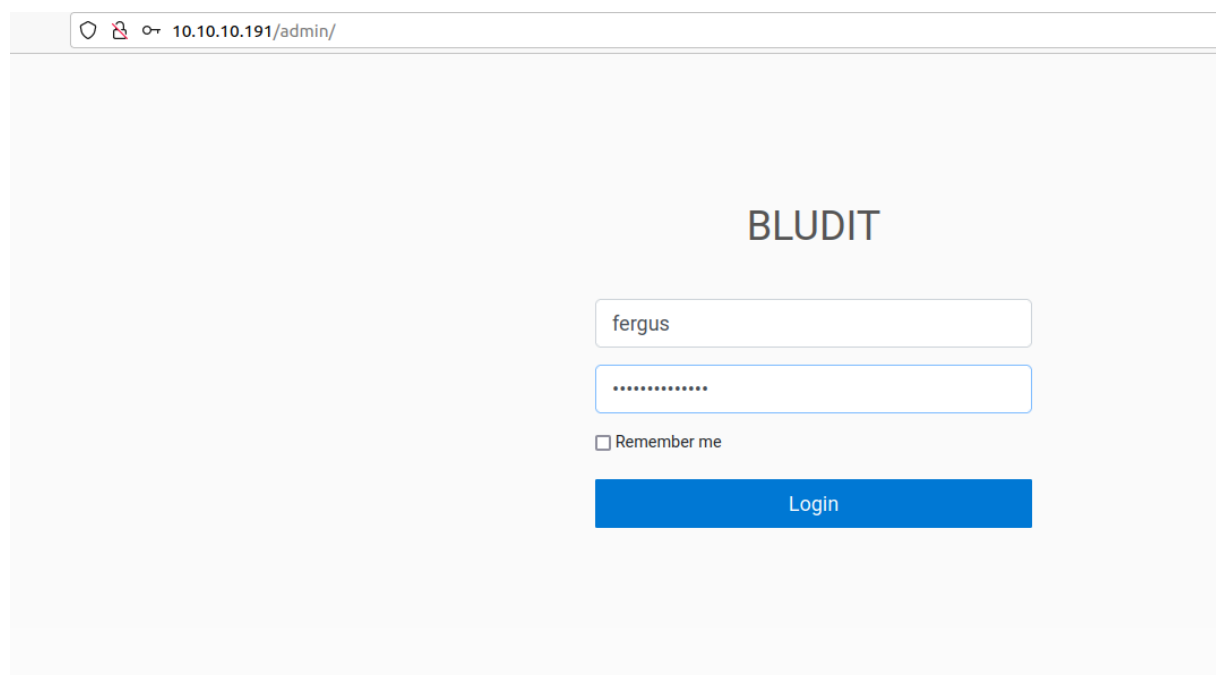 10.10.10.191/admin/
BLUDIT
fergus
••••••••••••••
Remember me
Login